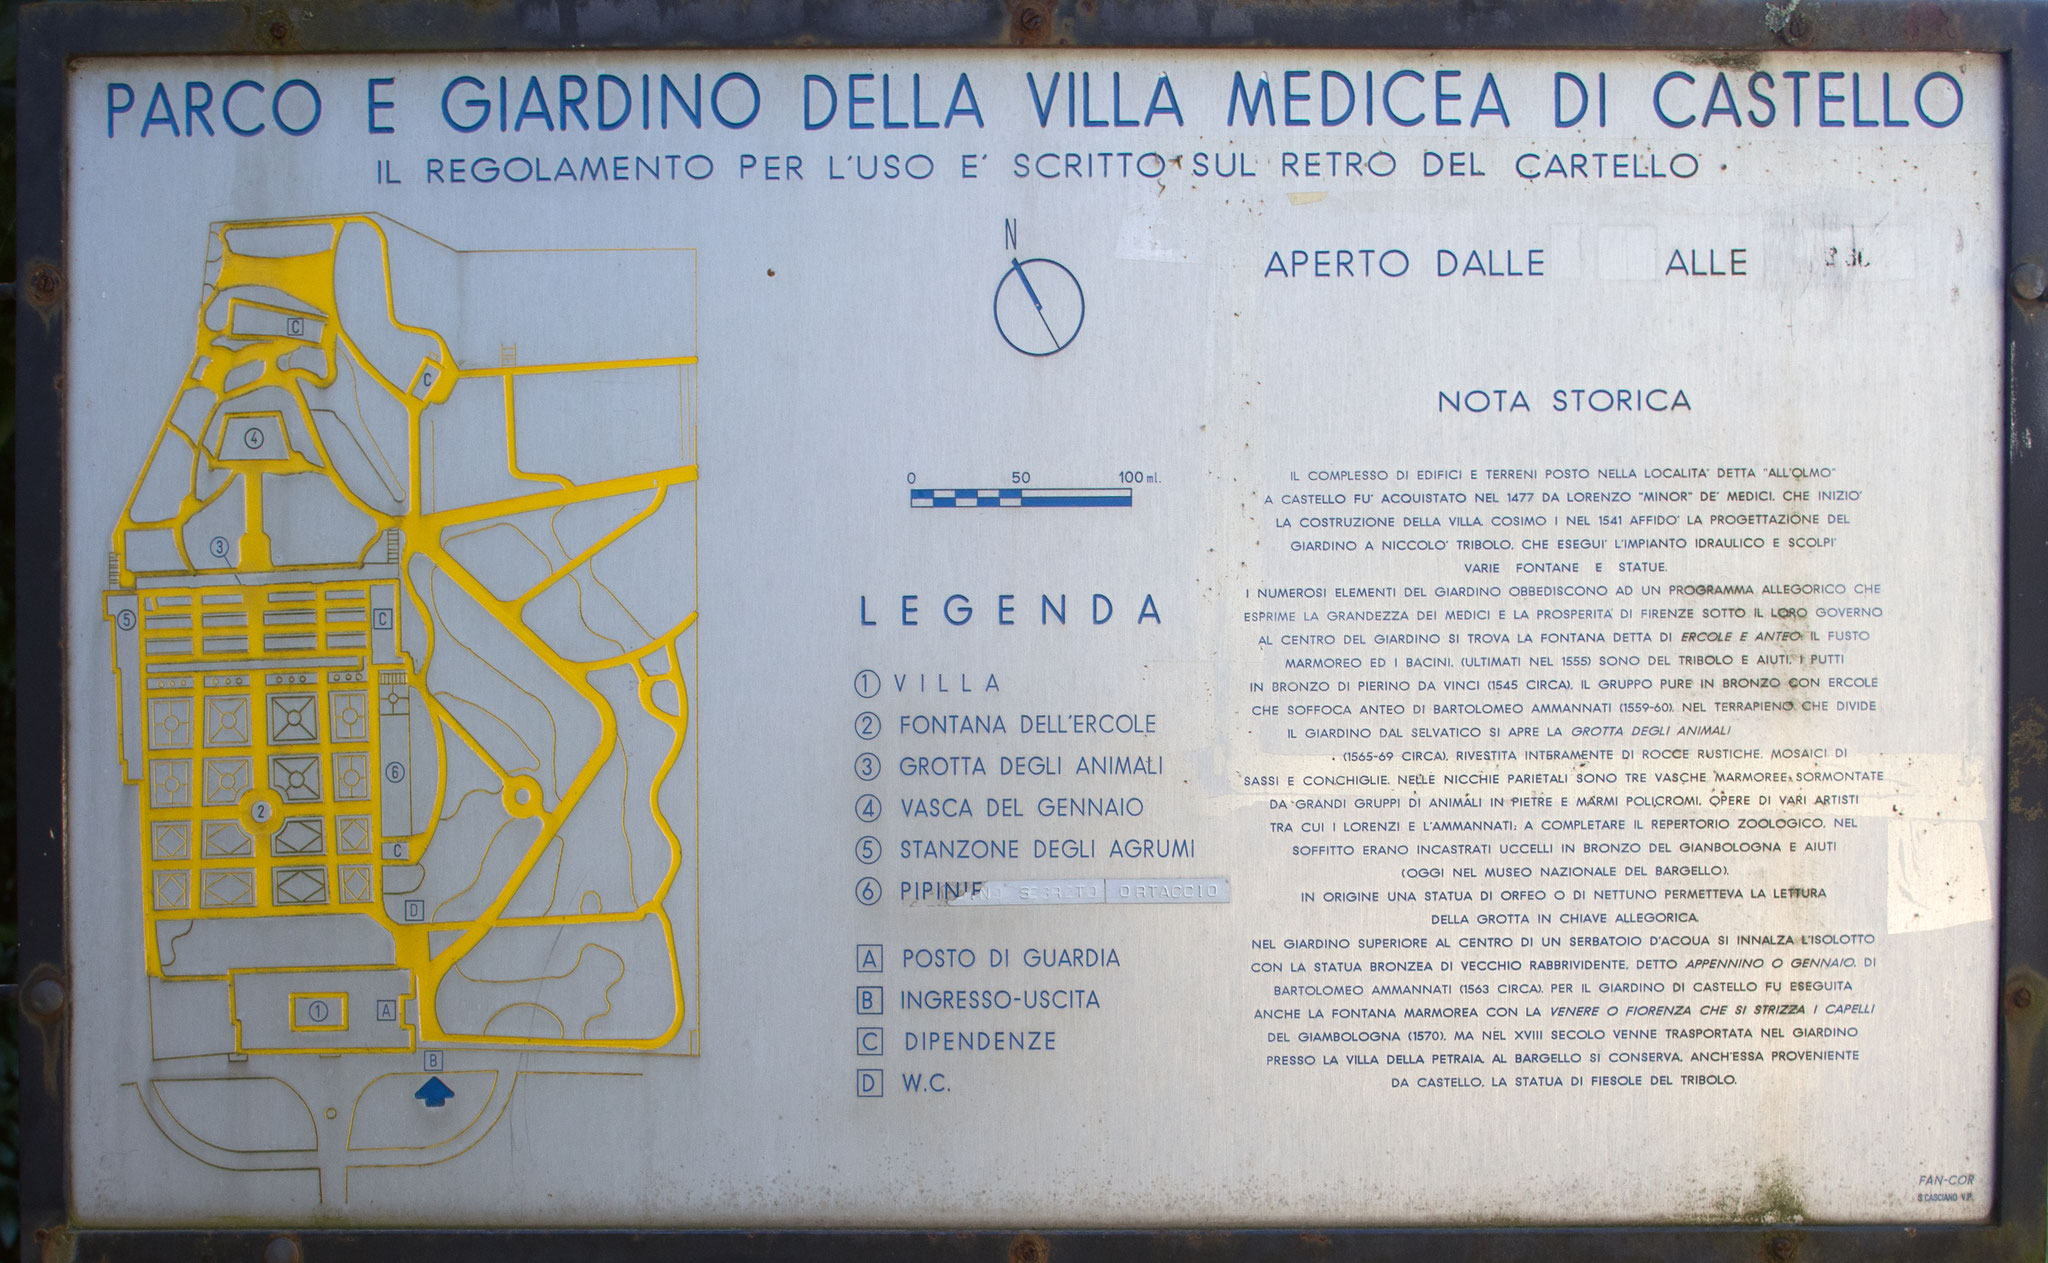 PARCO E GIARDINO DELLA VILLA MEDICEA DI CASTELLO
IL REGOLAMENTO PER L'USO E' SCRITTO SUL RETRO DEL CARTELLO
N
APERTO DALLE ALLE
NOTA STORICA
IL COMPLESSO DI EDIFICI E TERRENI POSTO NELLA LOCALITA' DETTA "ALL'OLMO"
A CASTELLO FU' ACQUISTATO NEL 1477 DA LORENZO "MINOR" DE' MEDICI, CHE INIZIO'
LA COSTRUZIONE DELLA VILLA. COSIMO I NEL 1541 AFFIDO' LA PROGETTAZIONE DEL
GIARDINO A NICCOLO' TRIBOLO, CHE ESEGUI' L'IMPIANTO IDRAULICO E SCOLPI'
VARIE FONTANE E STATUE.
I NUMEROSI ELEMENTI DEL GIARDINO OBBEDISCONO AD UN PROGRAMMA ALLEGORICO CHE
ESPRIME LA GRANDEZZA DEI MEDICI E LA PROSPERITA' DI FIRENZE SOTTO IL LORO GOVERNO
AL CENTRO DEL GIARDINO SI TROVA LA FONTANA DETTA DI ERCOLE E ANTEO: IL FUSTO
MARMOREO ED I BACINI, (ULTIMATI NEL 1555) SONO DEL TRIBOLO E AIUTI, I PUTTI
IN BRONZO DI PIERINO DA VINCI (1545 CIRCA), IL GRUPPO PURE IN BRONZO CON ERCOLE
CHE SOFFOCA ANTEO DI BARTOLOMEO AMMANNATI (1559-60). NEL TERRAPIENO, CHE DIVIDE
IL GIARDINO DAL SELVATICO SI APRE LA GROTTA DEGLI ANIMALI
(1565-69 CIRCA), RIVESTITA INTERAMENTE DI ROCCE RUSTICHE, MOSAICI DI
SASSI E CONCHIGLIE. NELLE NICCHIE PARIETALI SONO TRE VASCHE MARMOREE SORMONTATE
DA GRANDI GRUPPI DI ANIMALI IN PIETRE E MARMI POLICROMI, OPERE DI VARI ARTISTI
TRA CUI I LORENZI E L'AMMANNATI; A COMPLETARE IL REPERTORIO ZOOLOGICO, NEL
SOFFITTO ERANO INCASTRATI UCCELLI IN BRONZO DEL GIANBOLOGNA E AIUTI
(OGGI NEL MUSEO NAZIONALE DEL BARGELLO).
IN ORIGINE UNA STATUA DI ORFEO O DI NETTUNO PERMETTEVA LA LETTURA
DELLA GROTTA IN CHIAVE ALLEGORICA.
NEL GIARDINO SUPERIORE AL CENTRO DI UN SERBATOIO D'ACQUA SI INNALZA L'ISOLOTTO
CON LA STATUA BRONZEA DI VECCHIO RABBRIVIDENTE, DETTO APPENNINO O GENNAIO, DI
BARTOLOMEO AMMANNATI (1563 CIRCA). PER IL GIARDINO DI CASTELLO FU ESEGUITA
ANCHE LA FONTANA MARMOREA CON LA VENERE O FIORENZA CHE SI STRIZZA I CAPELLI
DEL GIAMBOLOGNA (1570), MA NEL XVIII SECOLO VENNE TRASPORTATA NEL GIARDINO
PRESSO LA VILLA DELLA PETRAIA. AL BARGELLO SI CONSERVA, ANCH'ESSA PROVENIENTE
DA CASTELLO, LA STATUA DI FIESOLE DEL TRIBOLO.
0 50 100 ml.
LEGENDA
1 VILLA
2 FONTANA DELL'ERCOLE
3 GROTTA DEGLI ANIMALI
4 VASCA DEL GENNAIO
5 STANZONE DEGLI AGRUMI
6 SEGRETO ORTACCIO
A POSTO DI GUARDIA
B INGRESSO-USCITA
C DIPENDENZE
D W.C.
C
C
4
3
5
C
6
2
C
D
1
A
B
FAN-COR
S.CASCIANO V.P.